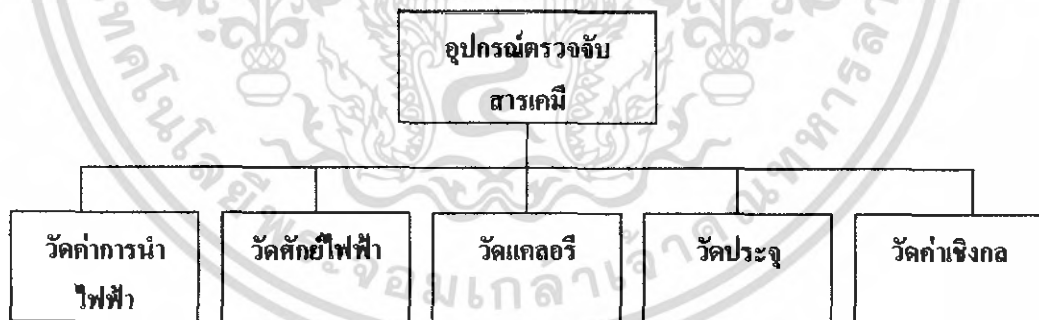 อุปกรณ์ตรวจจับ
สารเคมี
วัดค่าการนำ
ไฟฟ้า
วัดศักย์ไฟฟ้า
วัดแคลอรี
วัดประจุ
วัดค่าเชิงกล